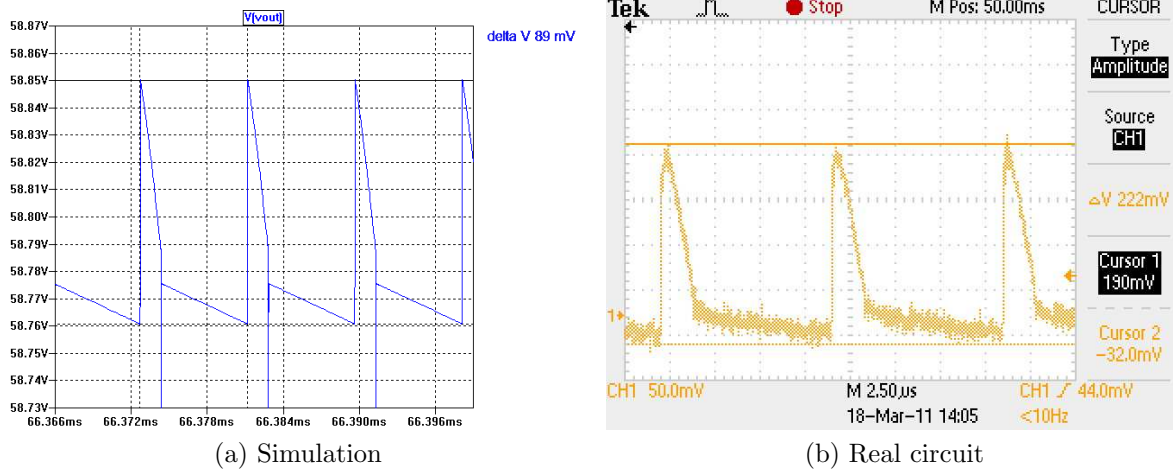 V(vout)
58.87V
58.86V
58.85V
58.84V
58.83V
58.82V
58.81V
58.80V
58.79V
58.78V
58.77V
58.76V
58.75V
58.74V
58.73V
66.366ms 66.372ms 66.378ms 66.384ms 66.390ms 66.396ms
delta V 89 mV
(a) Simulation
Tek Stop M Pos: 50.00ms CURSOR
Type
Amplitude
Source
CH1
△V 222mV
Cursor 1
190mV
Cursor 2
-32.0mV
1
CH1 50.0mV M 2.50µs CH1 44.0mV
18-Mar-11 14:05 <10Hz
(b) Real circuit